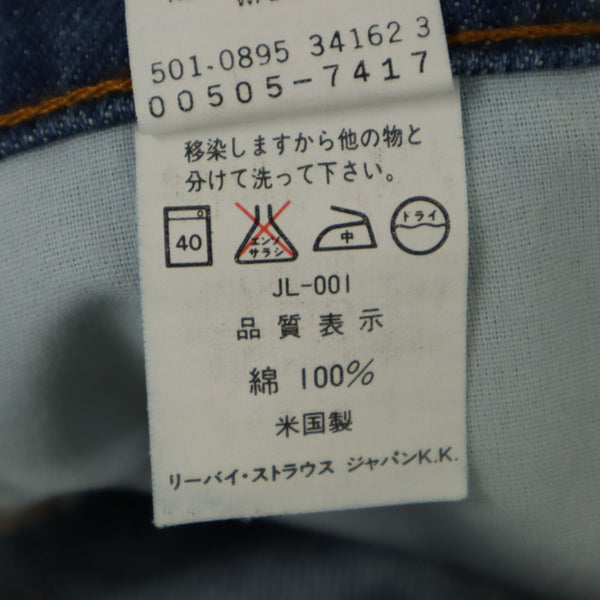 501-0895 34162 3
00505-7417
移染しますから他の物と
分けて洗って下さい。
40 エンソ サラシ 中 ドライ
JL-001
品質表示
綿 100%
米国製
リーバイ・ストラウス ジャパンK.K.